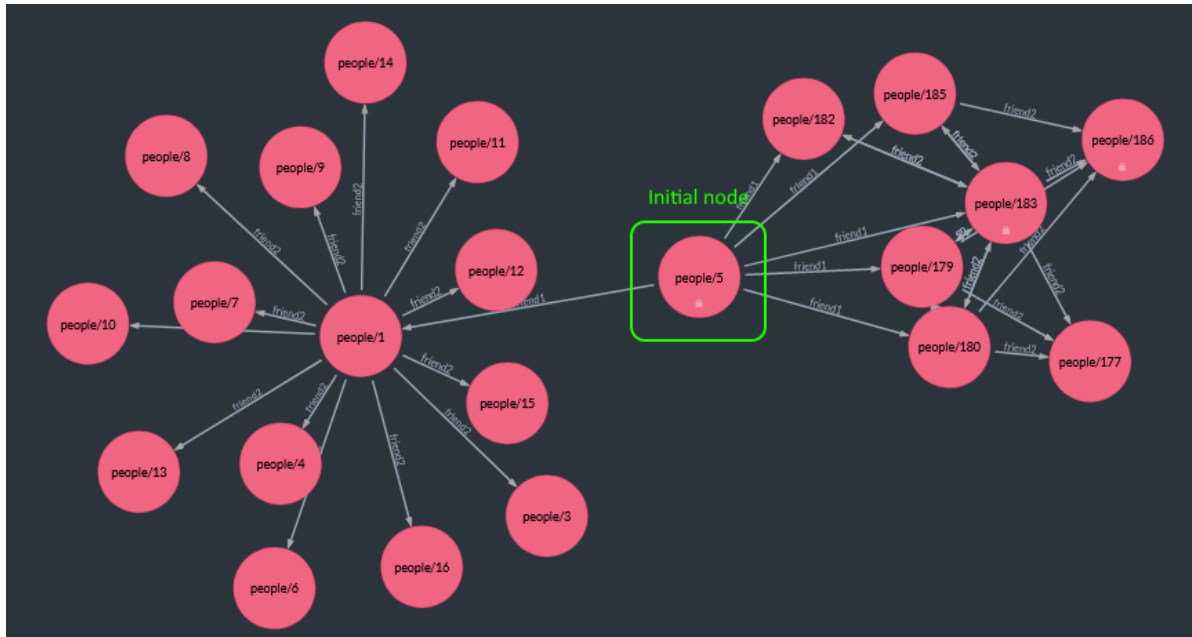 people/14
people/185
people/182
friend2
people/186
people/11
people/8
people/9
friend2
friend2
friend1
friend1
friend2
friend2
friend2
Initial node
people/183
friend2
friend2
friend2
friend1
friend2
people/12
people/5
friend1
people/179
friend2
friend2
people/7
friend2
friend1
friend1
friend2
people/10
friend2
people/1
people/180
friend2
people/177
friend2
friend2
friend2
friend2
people/15
people/13
people/4
friend2
people/3
people/16
people/6